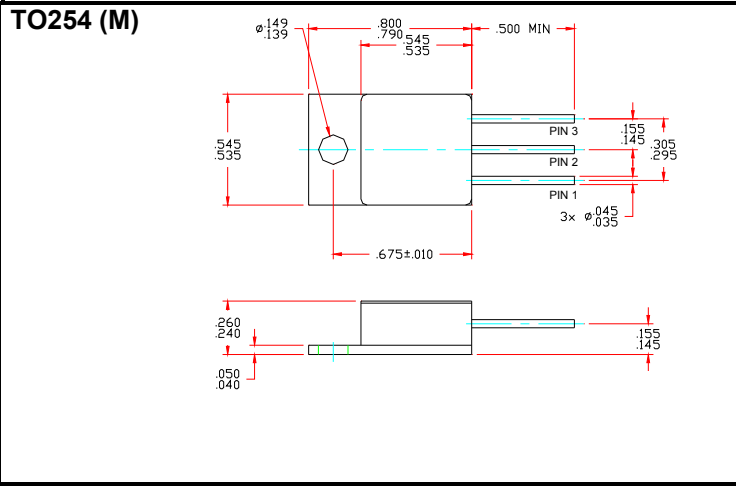 TO254 (M)
ø.149
.139
.800
.790
.545
.535
.500 MIN
.545
.535
PIN 3
PIN 2
PIN 1
.155
.145
.305
.295
3x ø.045
.035
.675±.010
.260
.240
.050
.040
.155
.145